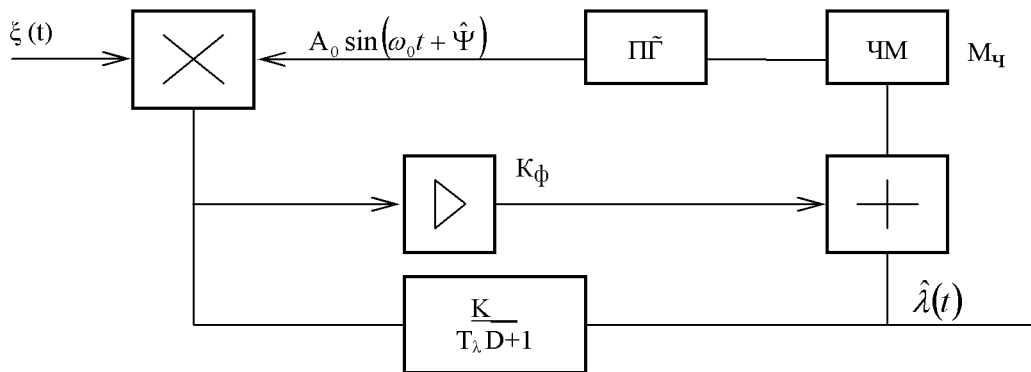 ξ (t)
A₀ sin(ω₀t + Ψ̂)
ПГ̃
ЧМ
Mч
Kф
K
T_λ D+1
λ̂(t)